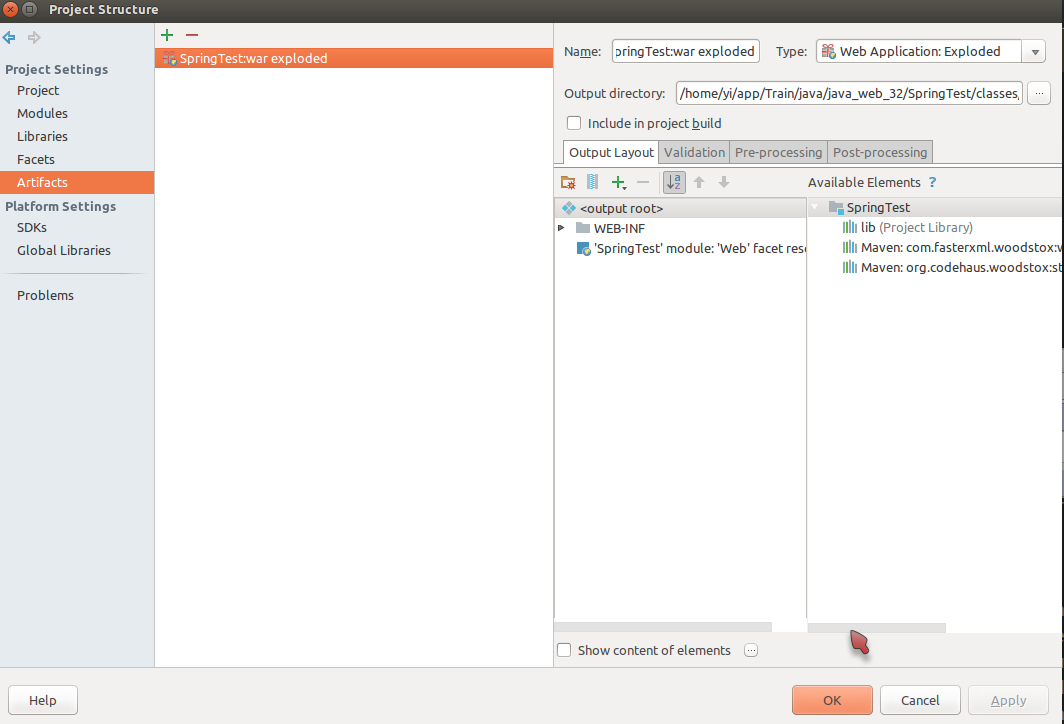 Project Structure
Project Settings
Project
Modules
Libraries
Facets
Artifacts
Platform Settings
SDKs
Global Libraries
Problems
SpringTest:war exploded
Name: pringTest:war exploded Type: Web Application: Exploded
Output directory: /home/yi/app/Train/java/java_web_32/SpringTest/classes,
Include in project build
Output Layout Validation Pre-processing Post-processing
Available Elements ?
<output root>
WEB-INF
'SpringTest' module: 'Web' facet reso
SpringTest
lib (Project Library)
Maven: com.fasterxml.woodstox:w
Maven: org.codehaus.woodstox:st
Show content of elements
Help OK Cancel Apply